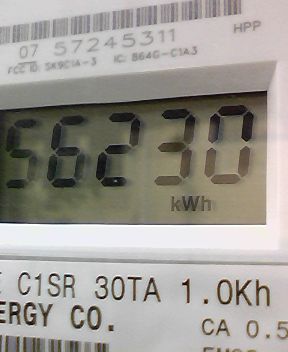 07 57245311
HPP
FCC ID: SK9C1A-3 IC: 864G-C1A3
56230
kWh
C1SR 30TA 1.0Kh
ERGY CO.
CA 0.5